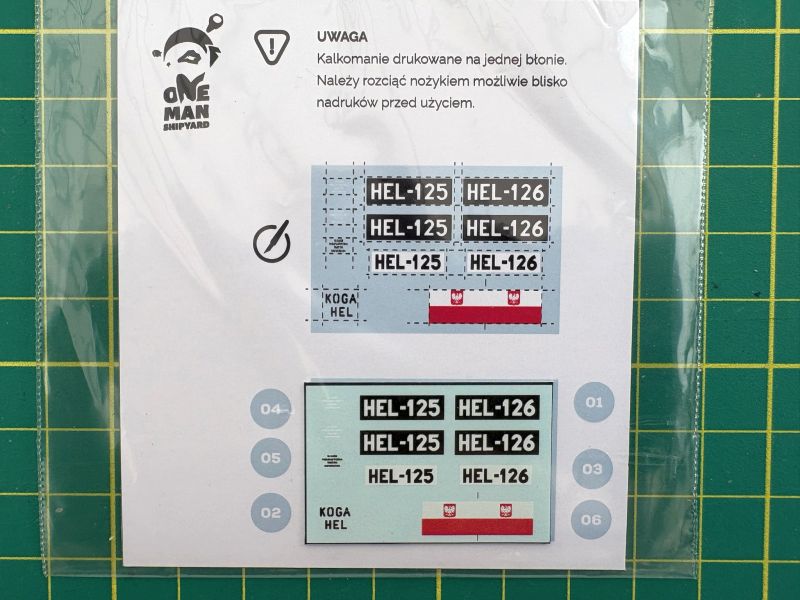 ONE
MAN
SHIPYARD
UWAGA
Kalkomanie drukowane na jednej błonie.
Należy rozciąć nożykiem możliwie blisko
nadruków przed użyciem.
HEL-125 HEL-126
HEL-125 HEL-126
HEL-125 HEL-126
KOGA
HEL
04 HEL-125 HEL-126 01
05 HEL-125 HEL-126
HEL-125 HEL-126 03
02 KOGA 06
HEL